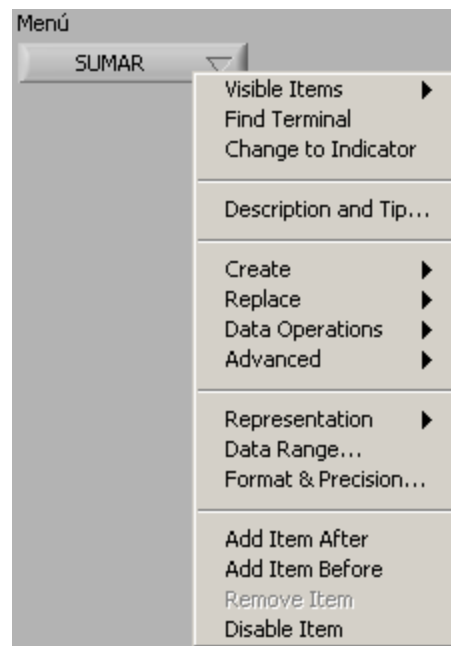 Menú
SUMAR
Visible Items
Find Terminal
Change to Indicator
Description and Tip...
Create
Replace
Data Operations
Advanced
Representation
Data Range...
Format & Precision...
Add Item After
Add Item Before
Remove Item
Disable Item